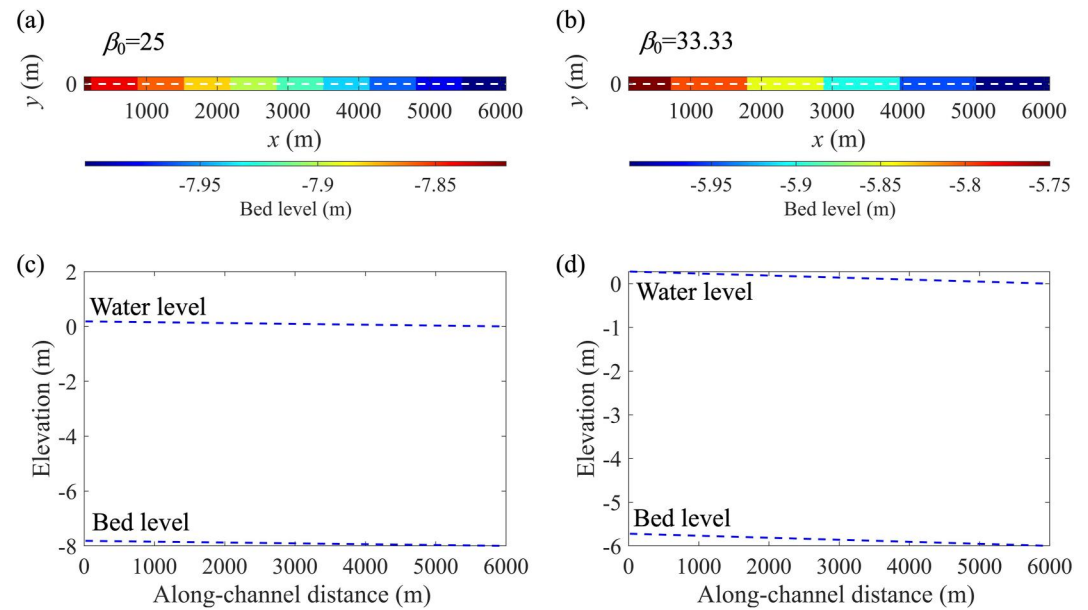 (a)
β₀=25
y (m)
0
1000 2000 3000 4000 5000 6000
x (m)
-7.95 -7.9 -7.85
Bed level (m)
(b)
β₀=33.33
y (m)
0
1000 2000 3000 4000 5000 6000
x (m)
-5.95 -5.9 -5.85 -5.8 -5.75
Bed level (m)
(c)
2
0
-2
-4
-6
-8
Elevation (m)
Water level
Bed level
0 1000 2000 3000 4000 5000 6000
Along-channel distance (m)
(d)
0
-1
-2
-3
-4
-5
-6
Elevation (m)
Water level
Bed level
0 1000 2000 3000 4000 5000 6000
Along-channel distance (m)